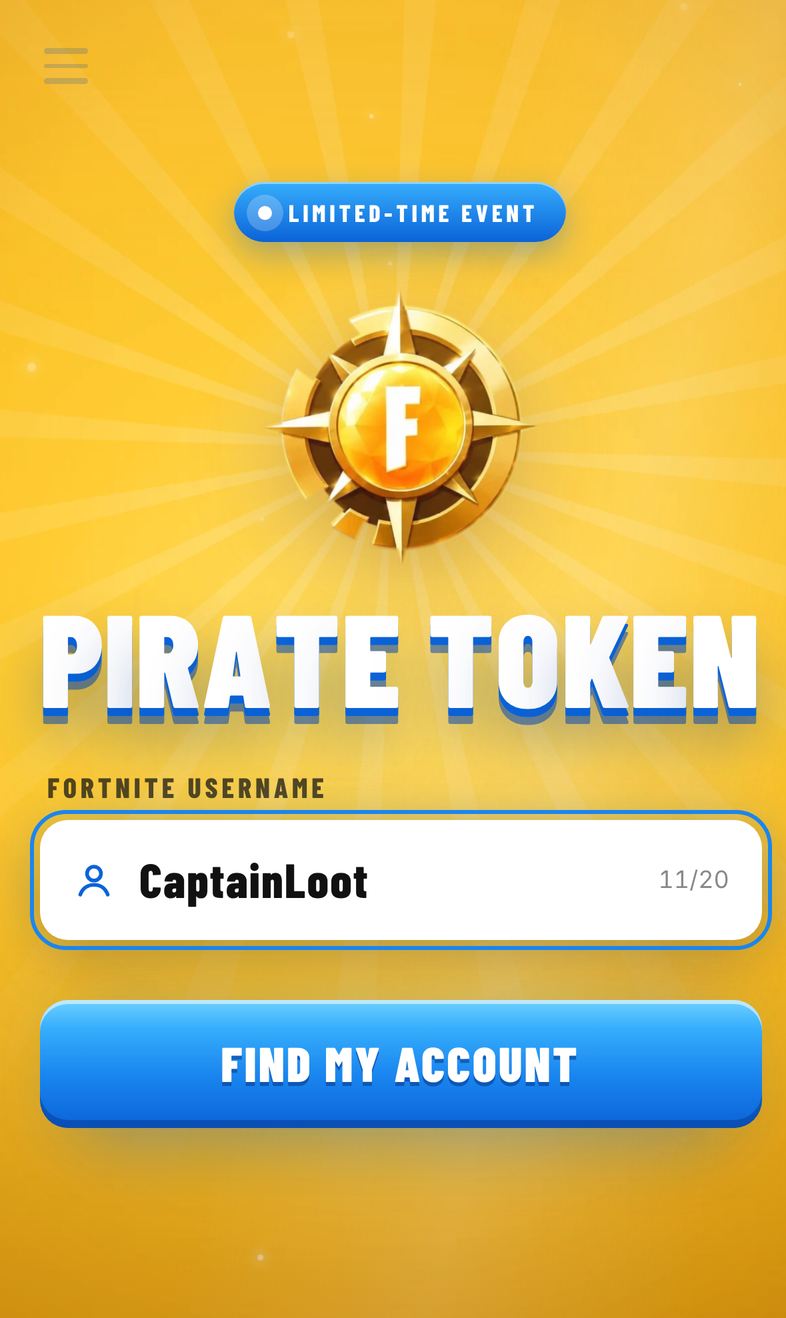 LIMITED-TIME EVENT
F
PIRATE TOKEN
FORTNITE USERNAME
CaptainLoot
11/20
FIND MY ACCOUNT